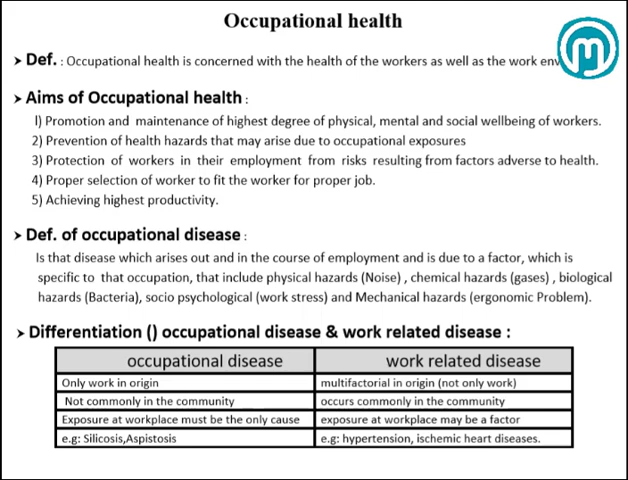 Occupational health
➤ Def. : Occupational health is concerned with the health of the workers as well as the work
➤ Aims of Occupational health :
I) Promotion and maintenance of highest degree of physical, mental and social wellbeing of workers.
2) Prevention of health hazards that may arise due to occupational exposures
3) Protection of workers in their employment from risks resulting from factors adverse to health.
4) Proper selection of worker to fit the worker for proper job.
5) Achieving highest productivity.
➤ Def. of occupational disease :
Is that disease which arises out and in the course of employment and is due to a factor, which is
specific to that occupation, that include physical hazards (Noise) , chemical hazards (gases) , biological
hazards (Bacteria), socio psychological (work stress) and Mechanical hazards (ergonomic Problem).
➤ Differentiation () occupational disease & work related disease :
occupational disease work related disease
Only work in origin multifactorial in origin (not only work)
Not commonly in the community occurs commonly in the community
Exposure at workplace must be the only cause exposure at workplace may be a factor
e.g: Silicosis,Aspistosis e.g: hypertension, ischemic heart diseases.